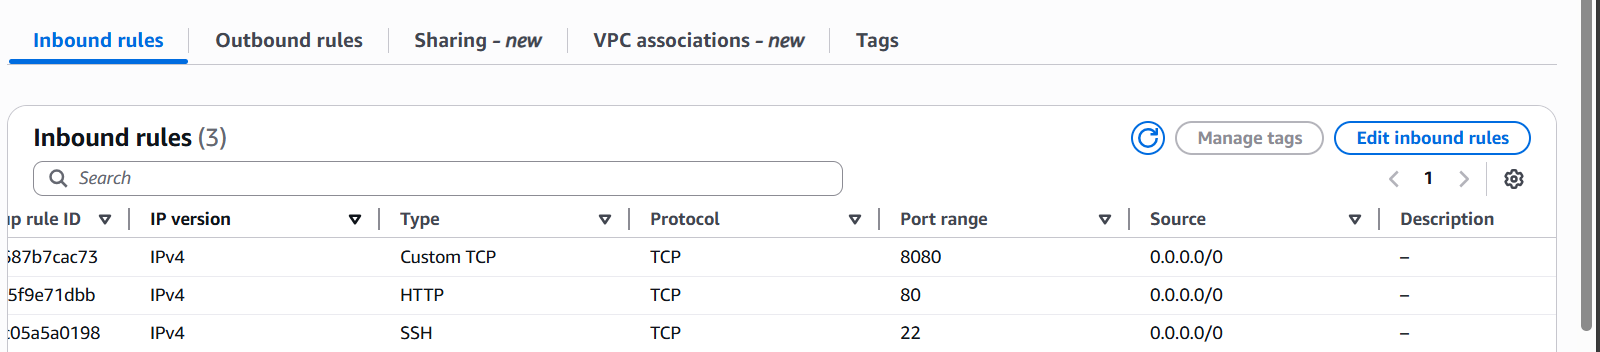 Inbound rules Outbound rules Sharing - new VPC associations - new Tags
Inbound rules (3) Manage tags Edit inbound rules
Search 1
rule ID IP version Type Protocol Port range Source Description
IPv4 Custom TCP TCP 8080 0.0.0.0/0 –
5f9e71dbb IPv4 HTTP TCP 80 0.0.0.0/0 –
05a5a0198 IPv4 SSH TCP 22 0.0.0.0/0 –